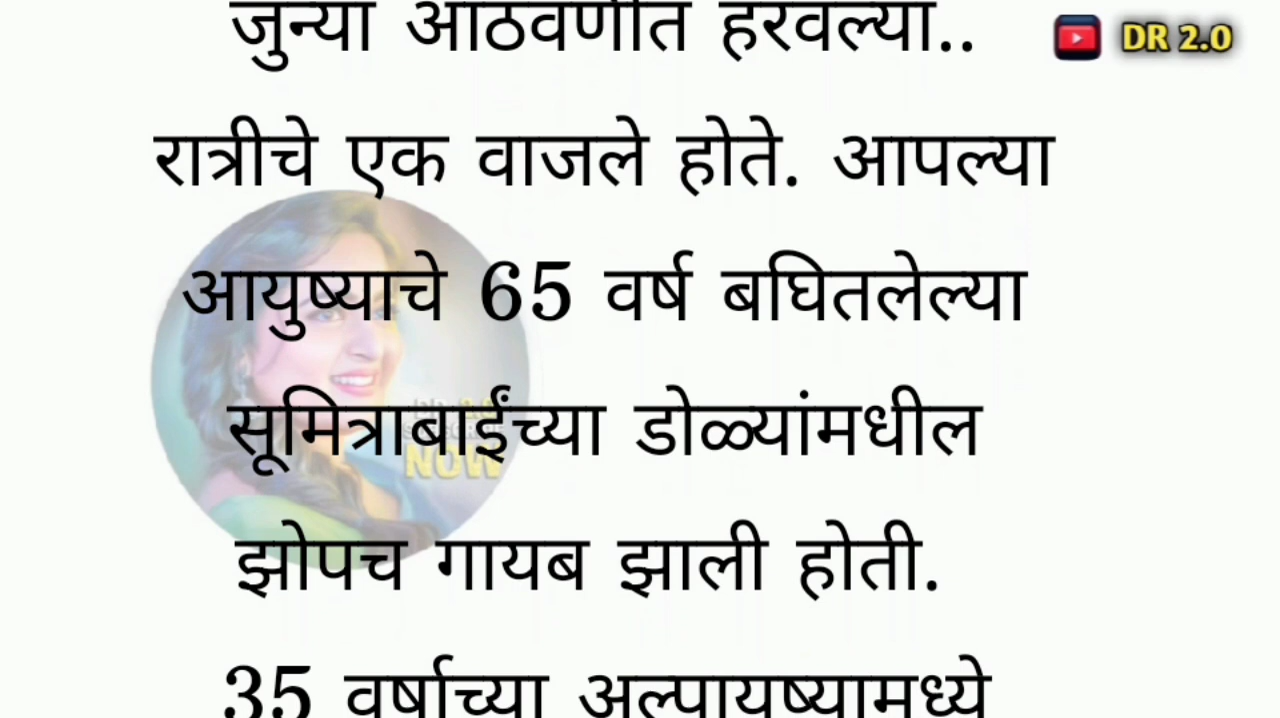 जुन्या आठवणीत हरवल्या..
DR 2.0
रात्रीचे एक वाजले होते. आपल्या
आयुष्याचे 65 वर्ष बघितलेल्या
सूमित्राबाईंच्या डोळ्यांमधील
झोपच गायब झाली होती.
NOW
35 वर्षाच्या अल्पायुष्यामध्ये